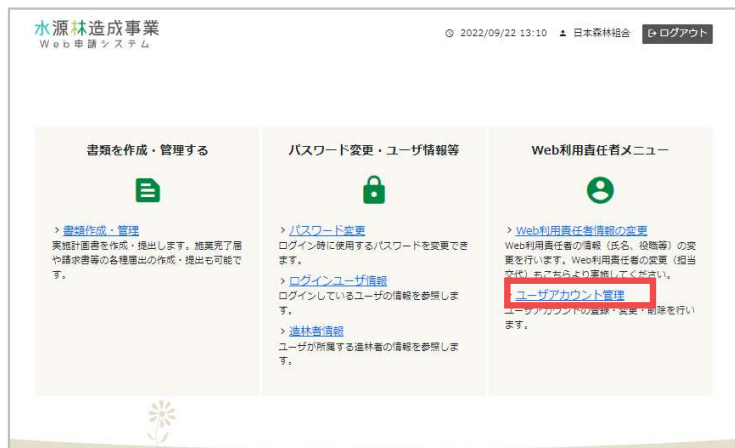 水源林造成事業
Web申請システム
2022/09/22 13:10 日本森林組合 ログアウト
書類を作成・管理する
書類作成・管理
実施計画書を作成・提出します。施業完了届
や請求書等の各種届出の作成・提出も可能で
す。
パスワード変更・ユーザ情報等
パスワード変更
ログイン時に使用するパスワードを変更でき
ます。
ログインユーザ情報
ログインしているユーザの情報を参照しま
す。
造林者情報
ユーザが所属する造林者の情報を参照しま
す。
Web利用責任者メニュー
Web利用責任者情報の変更
Web利用責任者の情報（氏名、役職等）の変
更を行います。Web利用責任者の変更（担当
交代）もこちらより実施してください。
ユーザアカウント管理
ユーザアカウントの登録・変更・削除を行い
ます。